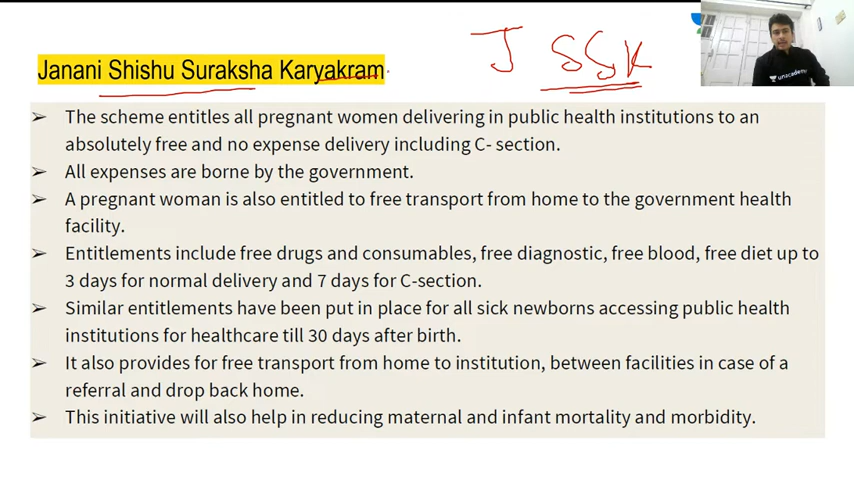 J SSK
Janani Shishu Suraksha Karyakram
unacademy
➢ The scheme entitles all pregnant women delivering in public health institutions to an
absolutely free and no expense delivery including C- section.
➢ All expenses are borne by the government.
➢ A pregnant woman is also entitled to free transport from home to the government health
facility.
➢ Entitlements include free drugs and consumables, free diagnostic, free blood, free diet up to
3 days for normal delivery and 7 days for C-section.
➢ Similar entitlements have been put in place for all sick newborns accessing public health
institutions for healthcare till 30 days after birth.
➢ It also provides for free transport from home to institution, between facilities in case of a
referral and drop back home.
➢ This initiative will also help in reducing maternal and infant mortality and morbidity.